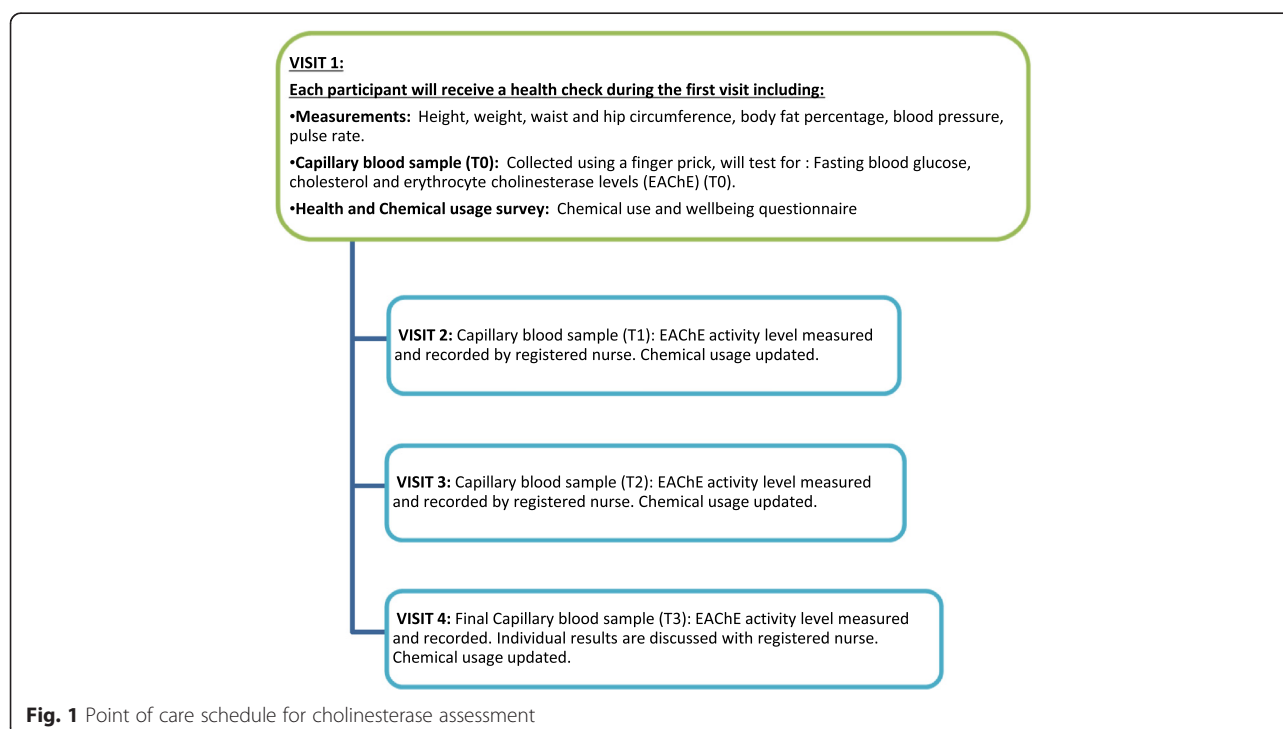 VISIT 1:
Each participant will receive a health check during the first visit including:
•Measurements: Height, weight, waist and hip circumference, body fat percentage, blood pressure,
pulse rate.
•Capillary blood sample (T0): Collected using a finger prick, will test for : Fasting blood glucose,
cholesterol and erythrocyte cholinesterase levels (EAChE) (T0).
•Health and Chemical usage survey: Chemical use and wellbeing questionnaire
VISIT 2: Capillary blood sample (T1): EAChE activity level measured
and recorded by registered nurse. Chemical usage updated.
VISIT 3: Capillary blood sample (T2): EAChE activity level measured
and recorded by registered nurse. Chemical usage updated.
VISIT 4: Final Capillary blood sample (T3): EAChE activity level measured
and recorded. Individual results are discussed with registered nurse.
Chemical usage updated.
Fig. 1 Point of care schedule for cholinesterase assessment